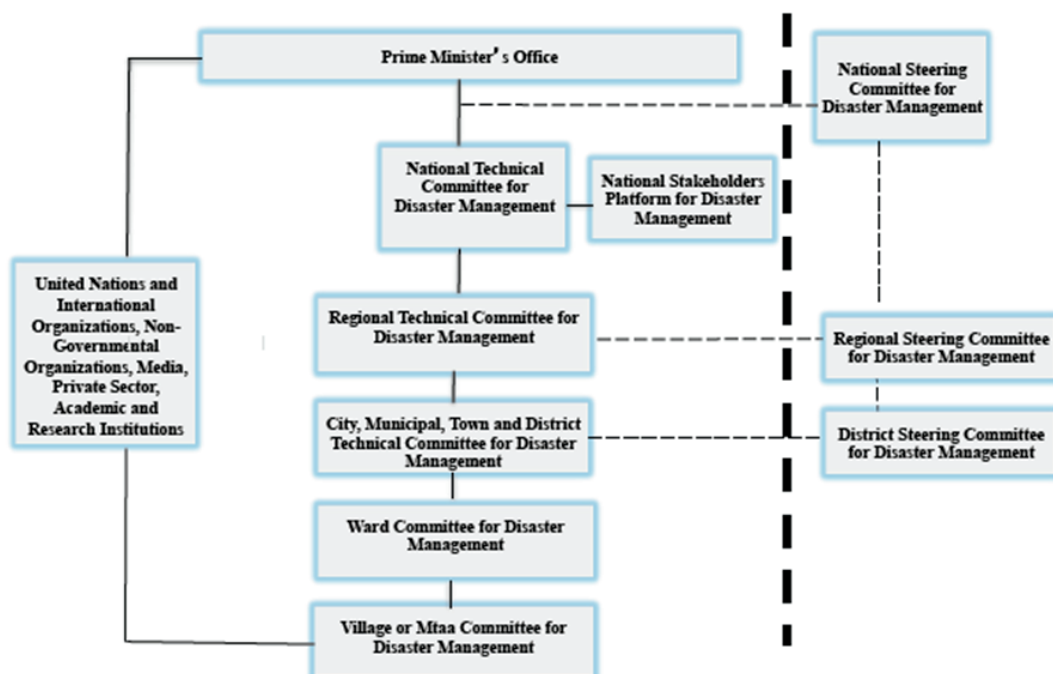 Prime Minister's Office
National Steering
Committee for
Disaster Management
National Technical
Committee for
Disaster Management
National Stakeholders
Platform for Disaster
Management
United Nations and
International
Organizations, Non-
Governmental
Organizations, Media,
Private Sector,
Academic and
Research Institutions
Regional Technical Committee for
Disaster Management
Regional Steering Committee
for Disaster Management
City, Municipal, Town and District
Technical Committee for Disaster
Management
District Steering Committee
for Disaster Management
Ward Committee for Disaster
Management
Village or Mtaa Committee for
Disaster Management